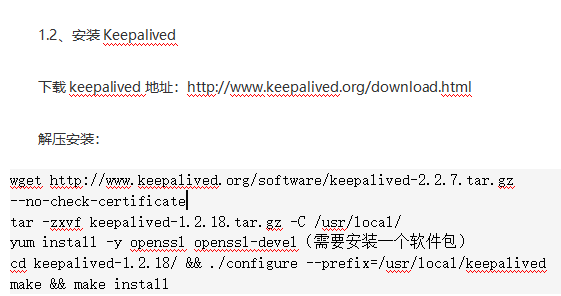 1.2、安装 Keepalived
下载 keepalived 地址：http://www.keepalived.org/download.html
解压安装：
wget http://www.keepalived.org/software/keepalived-2.2.7.tar.gz
--no-check-certificate
tar -zxvf keepalived-1.2.18.tar.gz -C /usr/local/
yum install -y openssl openssl-devel（需要安装一个软件包）
cd keepalived-1.2.18/ && ./configure --prefix=/usr/local/keepalived
make && make install